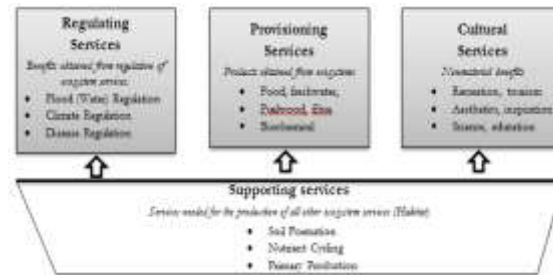 Regulating
Services
Benefits obtained from regulation of
ecosystem services
• Flood (Water) Regulation
• Climate Regulation
• Disease Regulation
Provisioning
Services
Products obtained from ecosystems
• Food, freshwater,
• Fuelwood, fiber
• Biochemical
Cultural
Services
Nonmaterial benefits
• Recreation, tourism
• Aesthetics, inspiration
• Science, education
Supporting services
Services needed for the production of all other ecosystem services (Habitat)
• Soil Formation
• Nutrient Cycling
• Primary Production